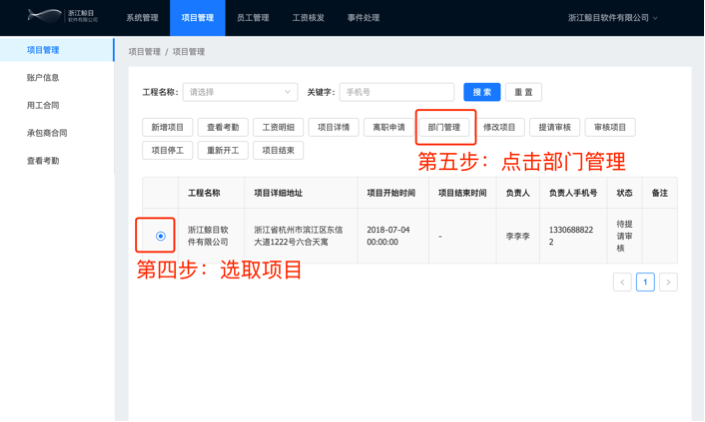 浙江鲸目
软件有限公司
系统管理 项目管理 员工管理 工资核发 事件处理 浙江鲸目软件有限公司
项目管理
账户信息
用工合同
承包商合同
查看考勤
项目管理 / 项目管理
工程名称: 请选择 关键字: 手机号 搜 索 重 置
新增项目 查看考勤 工资明细 项目详情 离职申请 部门管理 修改项目 提请审核 审核项目
项目停工 重新开工 项目结束
第五步：点击部门管理
工程名称 项目详细地址 项目开始时间 项目结束时间 负责人 负责人手机号 状态 备注
浙江鲸目软
件有限公司
浙江省杭州市滨江区东信
大道1222号六合天寓
2018-07-04
00:00:00
-
李李李
1330688822
2
待提
请审
核
第四步：选取项目
< 1 >